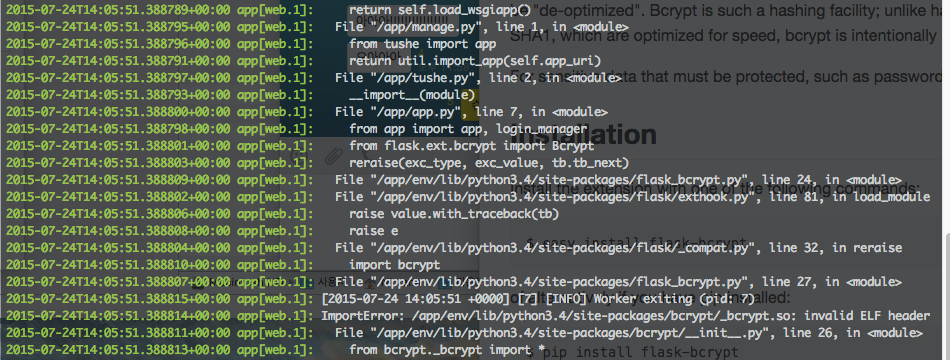 2015-07-24T14:05:51.388789+00:00 app[web.1]:     return self.load_wsgiapp()
2015-07-24T14:05:51.388795+00:00 app[web.1]:   File "/app/manage.py", line 1, in <module>
2015-07-24T14:05:51.388796+00:00 app[web.1]:     from tushe import app
2015-07-24T14:05:51.388791+00:00 app[web.1]:     return util.import_app(self.app_uri)
2015-07-24T14:05:51.388797+00:00 app[web.1]:   File "/app/tushe.py", line 2, in <module>
2015-07-24T14:05:51.388793+00:00 app[web.1]:     __import__(module)
2015-07-24T14:05:51.388800+00:00 app[web.1]:   File "/app/app.py", line 7, in <module>
2015-07-24T14:05:51.388798+00:00 app[web.1]:     from app import app, login_manager
2015-07-24T14:05:51.388801+00:00 app[web.1]:     from flask.ext.bcrypt import Bcrypt
2015-07-24T14:05:51.388803+00:00 app[web.1]:     reraise(exc_type, exc_value, tb.tb_next)
2015-07-24T14:05:51.388809+00:00 app[web.1]:   File "/app/env/lib/python3.4/site-packages/flask_bcrypt.py", line 24, in <module>
2015-07-24T14:05:51.388802+00:00 app[web.1]:   File "/app/env/lib/python3.4/site-packages/flask/exthook.py", line 81, in load_module
2015-07-24T14:05:51.388806+00:00 app[web.1]:     raise value.with_traceback(tb)
2015-07-24T14:05:51.388808+00:00 app[web.1]:     raise e
2015-07-24T14:05:51.388804+00:00 app[web.1]:   File "/app/env/lib/python3.4/site-packages/flask/_compat.py", line 32, in reraise
2015-07-24T14:05:51.388810+00:00 app[web.1]:     import bcrypt
2015-07-24T14:05:51.388807+00:00 app[web.1]:   File "/app/env/lib/python3.4/site-packages/flask_bcrypt.py", line 27, in <module>
2015-07-24T14:05:51.388815+00:00 app[web.1]: [2015-07-24 14:05:51 +0000] [7] [INFO] Worker exiting (pid: 7)
2015-07-24T14:05:51.388814+00:00 app[web.1]: ImportError: /app/env/lib/python3.4/site-packages/bcrypt/_bcrypt.so: invalid ELF header
2015-07-24T14:05:51.388811+00:00 app[web.1]:   File "/app/env/lib/python3.4/site-packages/bcrypt/__init__.py", line 26, in <module>
2015-07-24T14:05:51.388813+00:00 app[web.1]:     from bcrypt._bcrypt import *
"de-optimized". Bcrypt is such a hashing facility; unlike
SHA1, which are optimized for speed, bcrypt is intentionally
data that must be protected, such as
Installation
Install the extension with one of the following commands:
$ easy_install flask-bcrypt
installed:
$ pip install flask-bcrypt